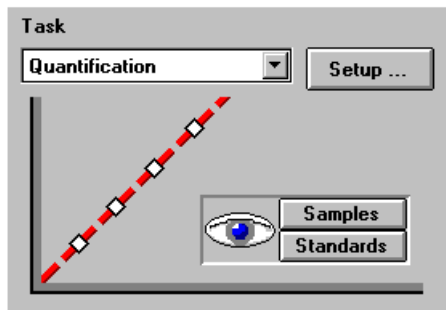 Task
Quantification
Setup ...
Samples
Standards